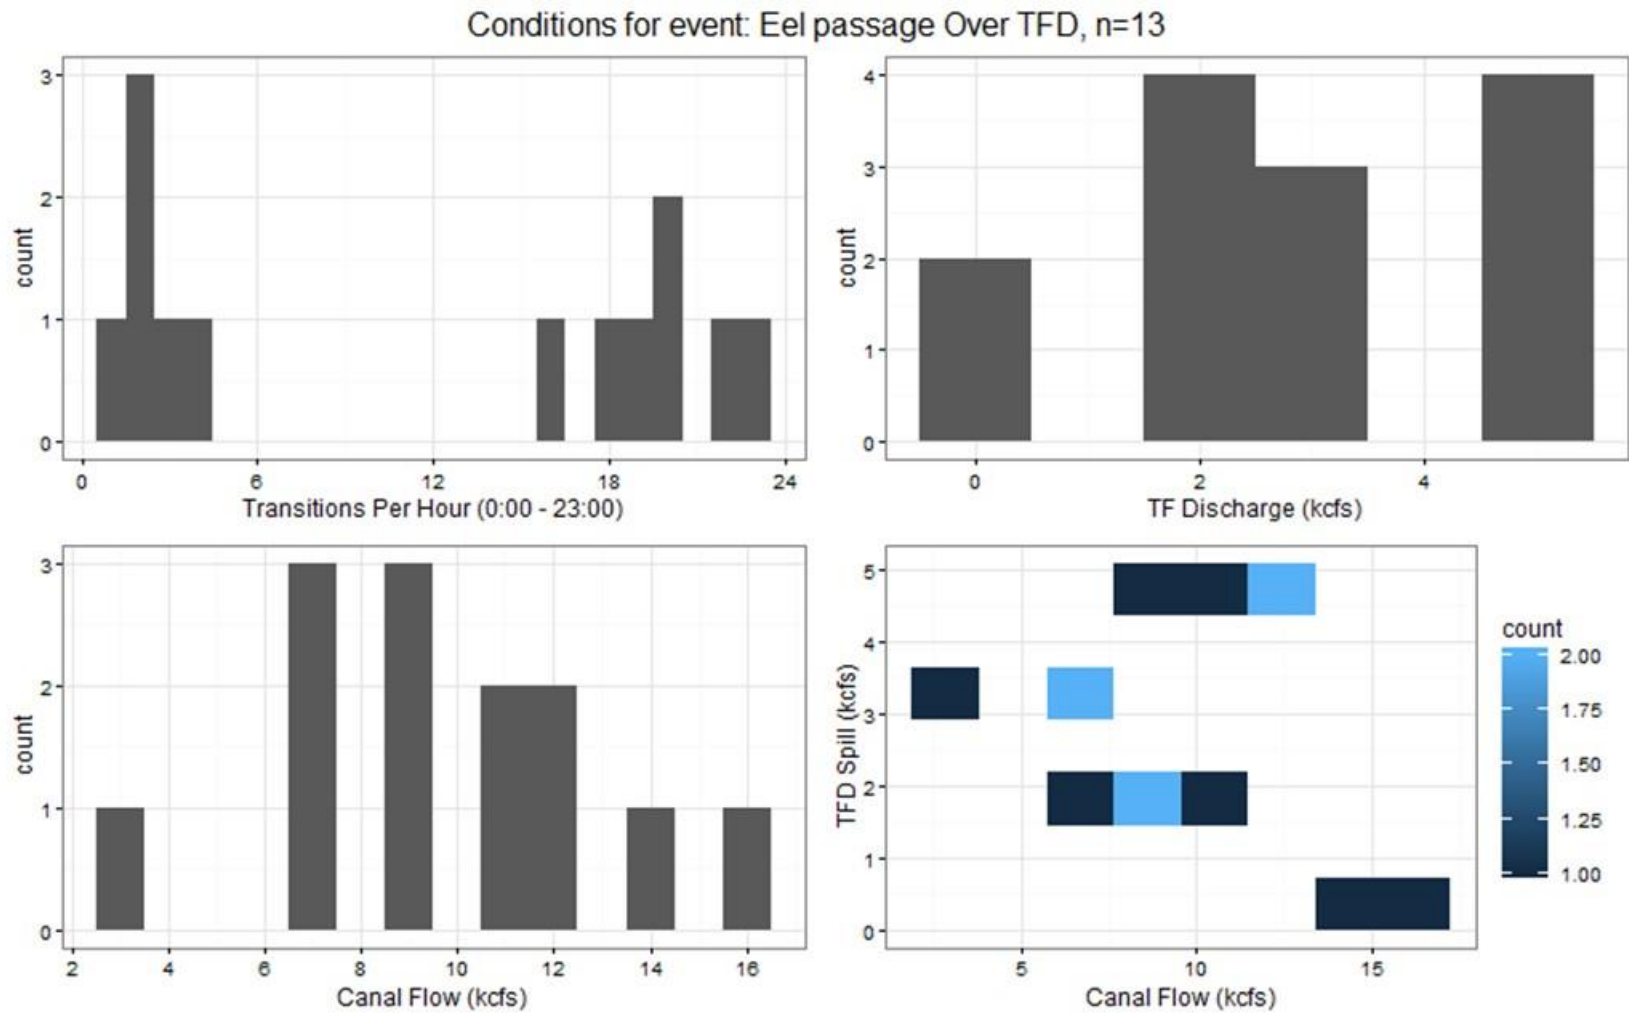 Conditions for event: Eel passage Over TFD, n=13
3
2
1
0
count
0 6 12 18 24
Transitions Per Hour (0:00 - 23:00)
4
3
2
1
0
count
0 2 4
TF Discharge (kcfs)
3
2
1
0
count
2 4 6 8 10 12 14 16
Canal Flow (kcfs)
5
4
3
2
1
0
TFD Spill (kcfs)
5 10 15
Canal Flow (kcfs)
count
2.00
1.75
1.50
1.25
1.00